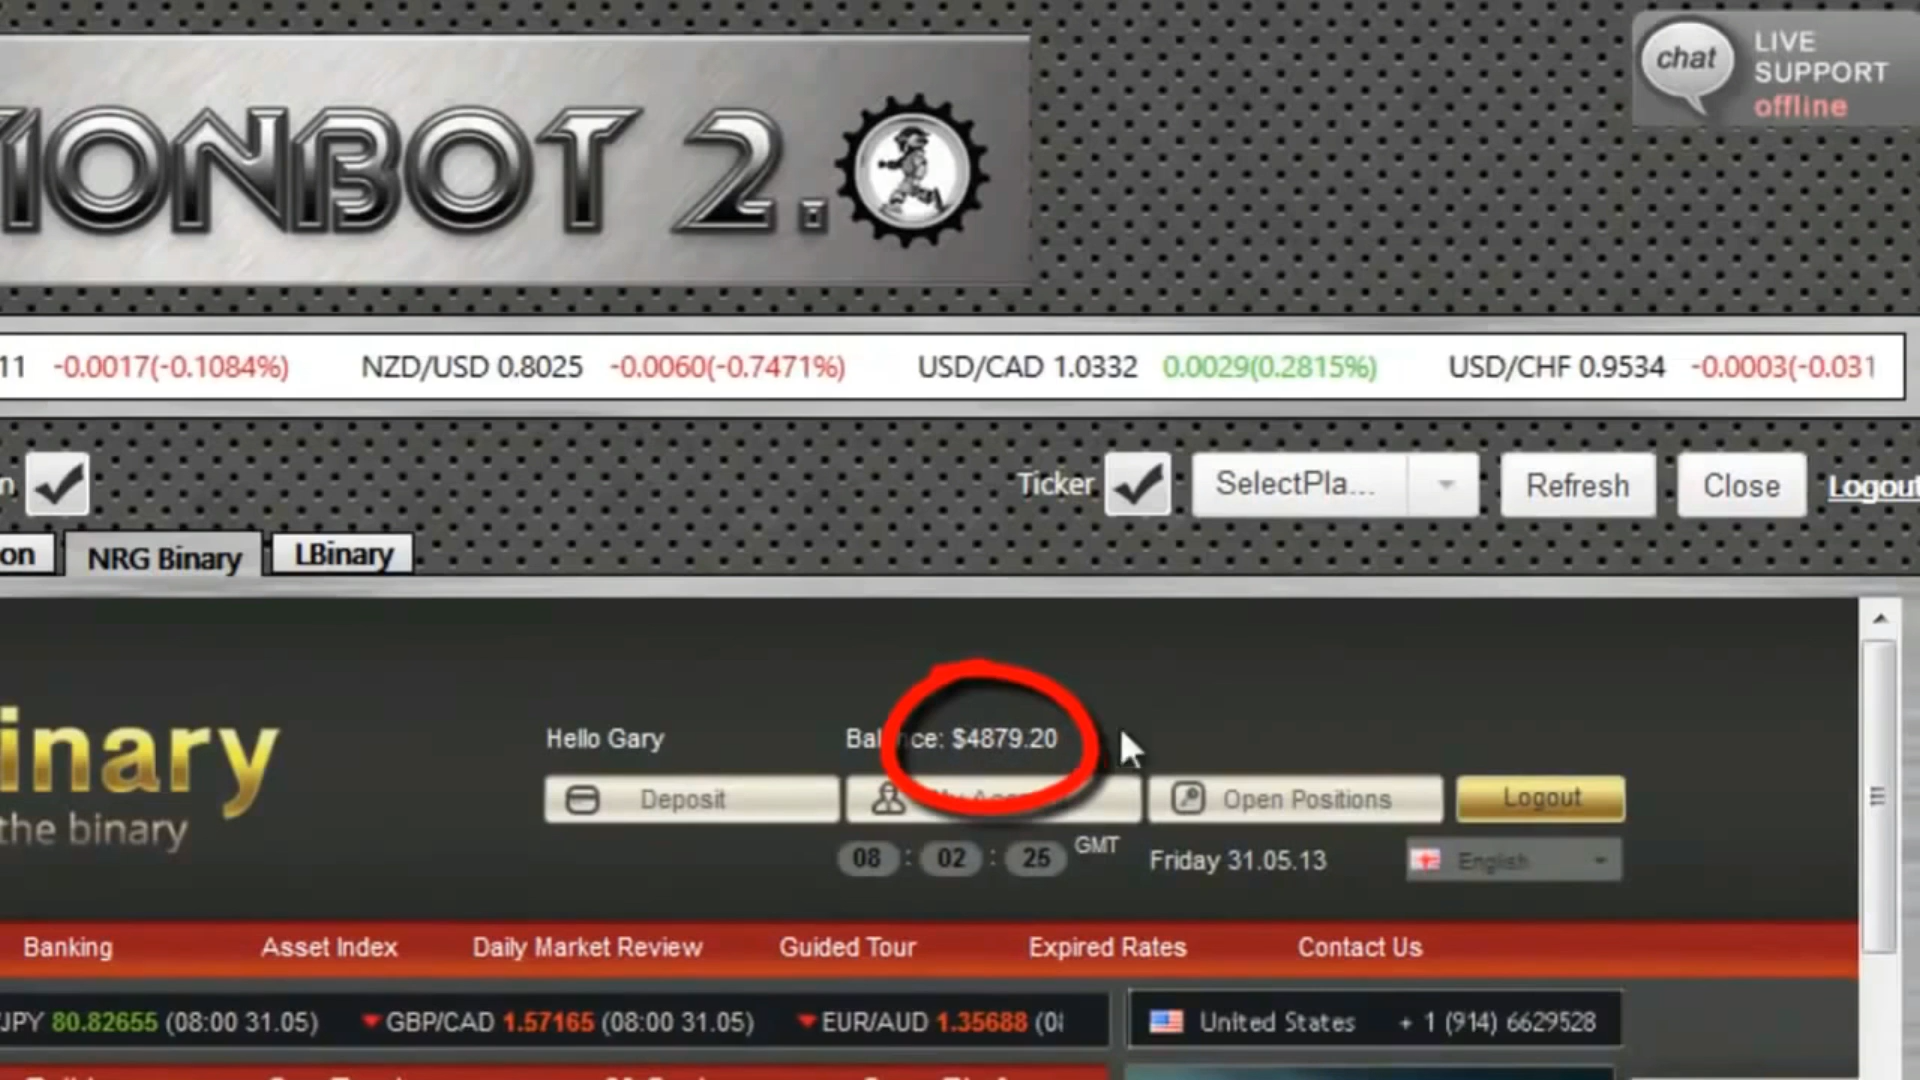 chat
LIVE
SUPPORT
offline
IONBOT 2.
11 -0.0017(-0.1084%) NZD/USD 0.8025 -0.0060(-0.7471%) USD/CAD 1.0332 0.0029(0.2815%) USD/CHF 0.9534 -0.0003(-0.031
n Ticker SelectPla... Refresh Close Logout
on NRG Binary LBinary
inary
the binary
Hello Gary Balance: $4879.20
Deposit Open Positions Logout
08 : 02 : 25 GMT Friday 31.05.13 English
Banking Asset Index Daily Market Review Guided Tour Expired Rates Contact Us
/JPY 80.82655 (08:00 31.05) GBP/CAD 1.57165 (08:00 31.05) EUR/AUD 1.35688 (08 United States + 1 (914) 6629528